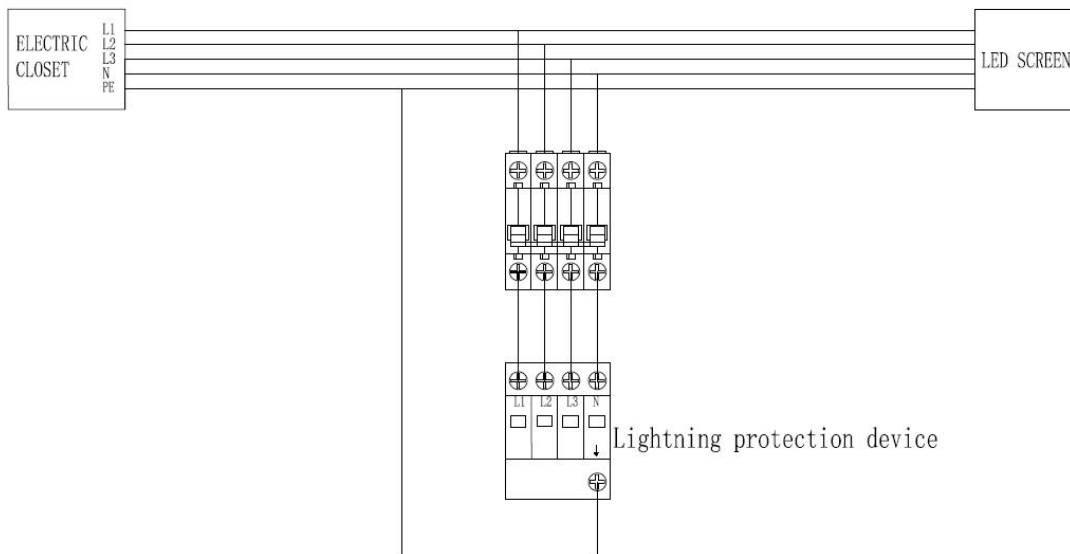 ELECTRIC
CLOSET
L1
L2
L3
N
PE
LED SCREEN
L1 L2 L3 N
Lightning protection device